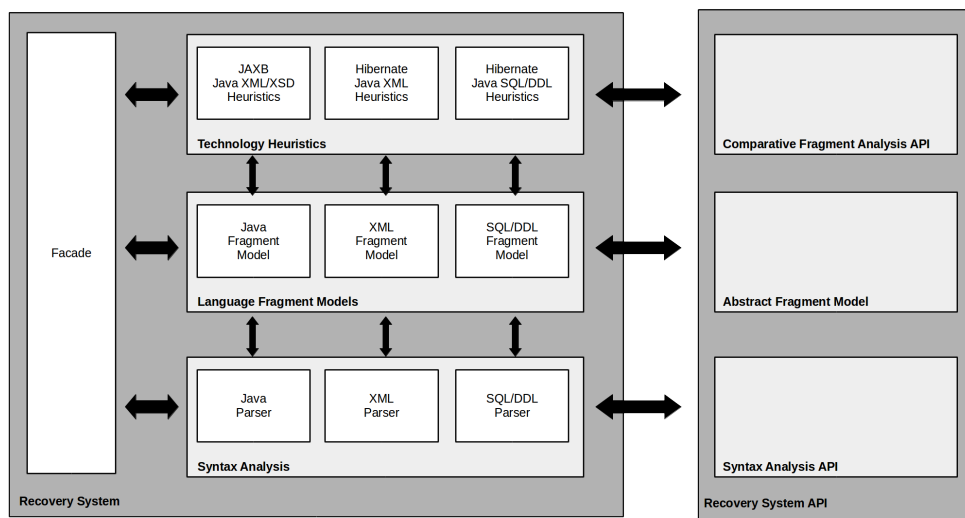 JAXB
Java XML/XSD
Heuristics
Hibernate
Java XML
Heuristics
Hibernate
Java SQL/DDL
Heuristics
Technology Heuristics
Comparative Fragment Analysis API
Facade
Java
Fragment
Model
XML
Fragment
Model
SQL/DDL
Fragment
Model
Language Fragment Models
Abstract Fragment Model
Java
Parser
XML
Parser
SQL/DDL
Parser
Syntax Analysis
Syntax Analysis API
Recovery System
Recovery System API